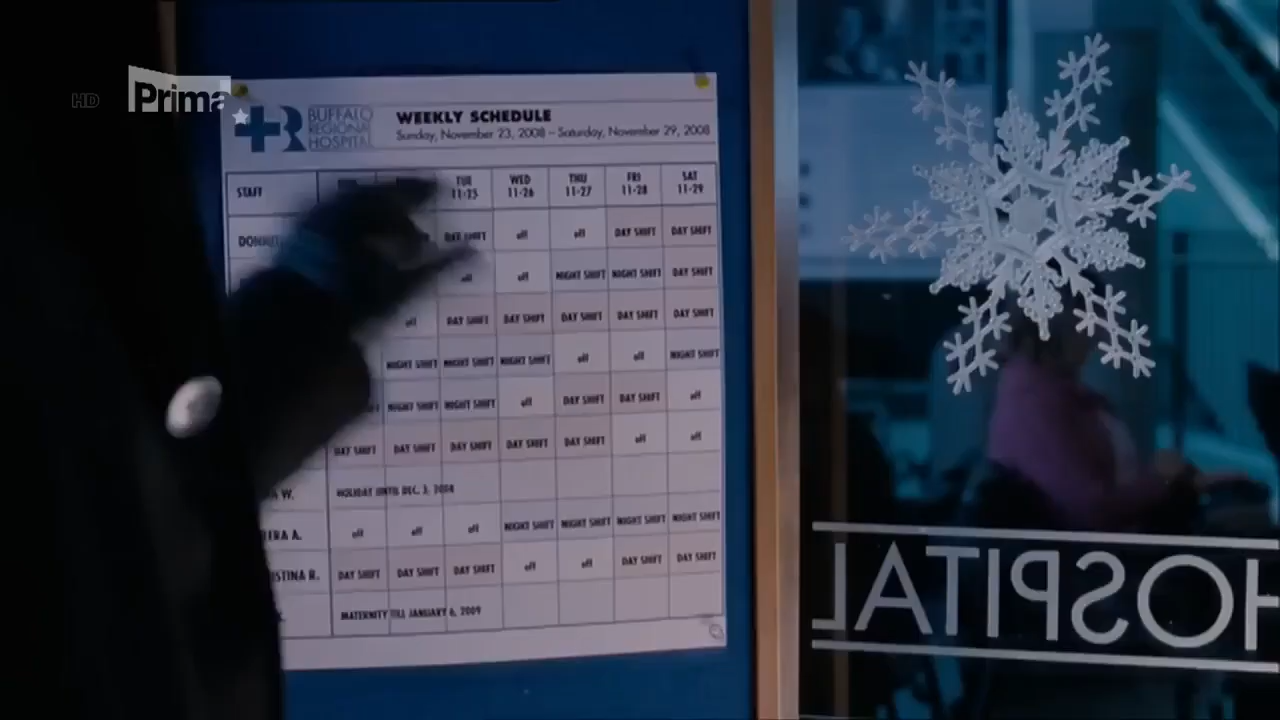 HD
Prima
BUFFALO
REGIONAL
HOSPITAL
WEEKLY SCHEDULE
Sunday, November 23, 2008 – Saturday, November 29, 2008
STAFF TUE 11-25 WED 11-26 THU 11-27 FRI 11-28 SAT 11-29
DAY SHIFT off off DAY SHIFT DAY SHIFT
off off NIGHT SHIFT NIGHT SHIFT DAY SHIFT
off DAY SHIFT DAY SHIFT DAY SHIFT DAY SHIFT DAY SHIFT
NIGHT SHIFT NIGHT SHIFT NIGHT SHIFT off off NIGHT SHIFT
NIGHT SHIFT NIGHT SHIFT off DAY SHIFT DAY SHIFT off
DAY SHIFT DAY SHIFT DAY SHIFT DAY SHIFT DAY SHIFT off off
W. HOLIDAY UNTIL DEC. 3, 2008
A. off off off NIGHT SHIFT NIGHT SHIFT NIGHT SHIFT NIGHT SHIFT
R. DAY SHIFT DAY SHIFT DAY SHIFT off off DAY SHIFT DAY SHIFT
MATERNITY TILL JANUARY 6, 2009
HOSPITAL